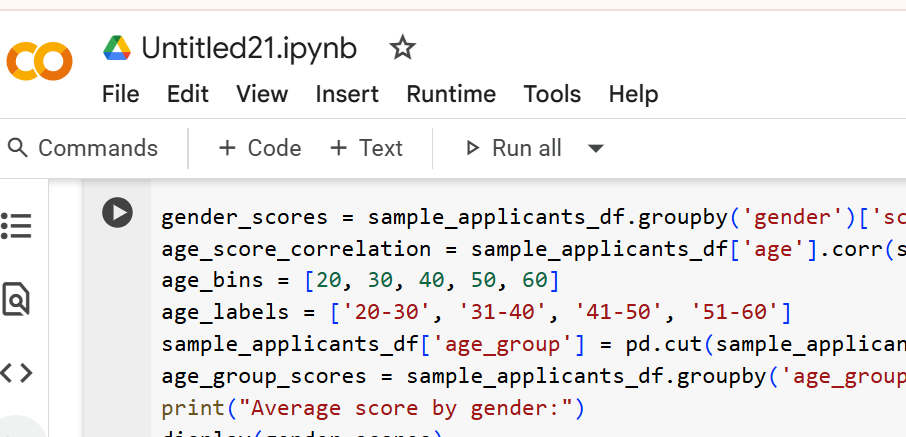 Untitled21.ipynb
File Edit View Insert Runtime Tools Help
Commands + Code + Text Run all
gender_scores = sample_applicants_df.groupby('gender')['sc
age_score_correlation = sample_applicants_df['age'].corr(s
age_bins = [20, 30, 40, 50, 60]
age_labels = ['20-30', '31-40', '41-50', '51-60']
sample_applicants_df['age_group'] = pd.cut(sample_applican
age_group_scores = sample_applicants_df.groupby('age_group
print("Average score by gender:")
display(gender_scores)